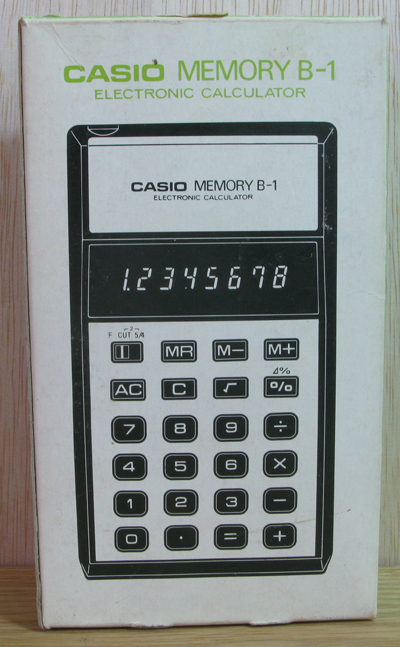 CASIO MEMORY B-1
ELECTRONIC CALCULATOR
CASIO MEMORY B-1
ELECTRONIC CALCULATOR
1.2345678
2
F CUT 5/4
MR M− M+
Δ%
AC C √ %
7 8 9 ÷
4 5 6 ×
1 2 3 −
0 · = +